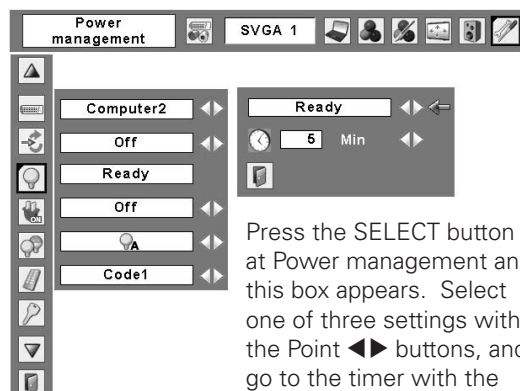 Power
management
SVGA 1
Computer2
Off
Ready
Off
A
Code1
ON
Ready
5 Min
Press the SELECT button
at Power management an
this box appears. Select
one of three settings with
the Point ◀▶ buttons, and
go to the timer with the